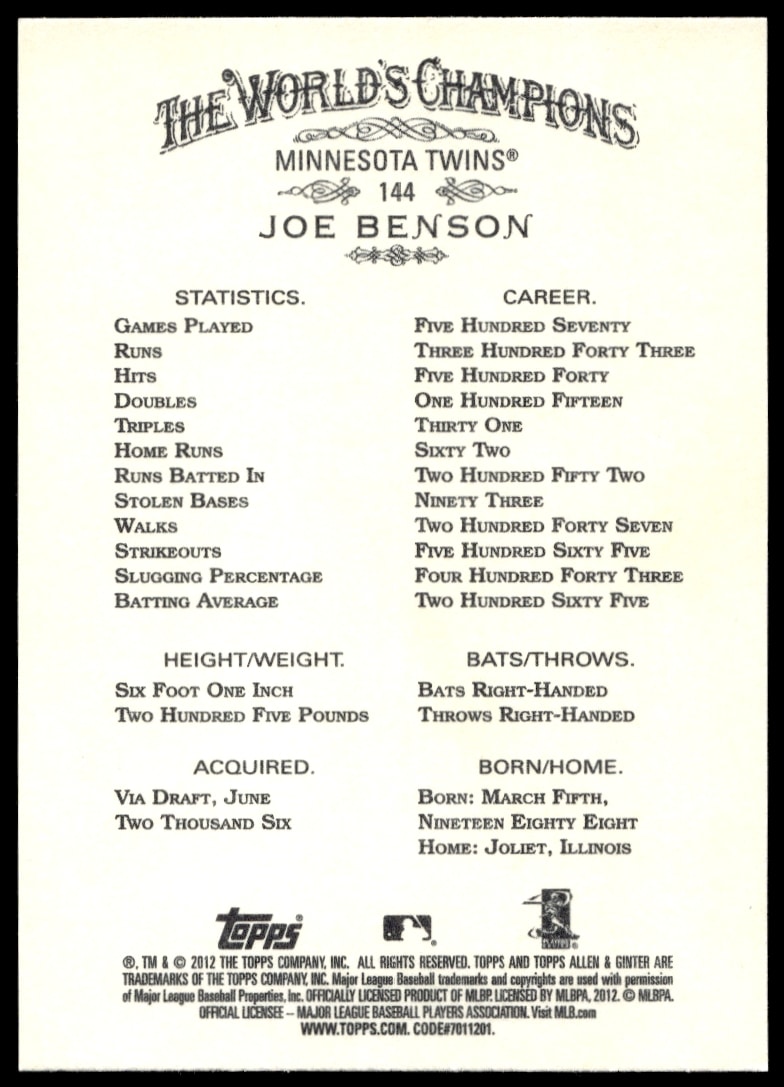 THE WORLD'S CHAMPIONS
MINNESOTA TWINS®
144
JOE BENSON
STATISTICS. CAREER.
GAMES PLAYED FIVE HUNDRED SEVENTY
RUNS THREE HUNDRED FORTY THREE
HITS FIVE HUNDRED FORTY
DOUBLES ONE HUNDRED FIFTEEN
TRIPLES THIRTY ONE
HOME RUNS SIXTY TWO
RUNS BATTED IN TWO HUNDRED FIFTY TWO
STOLEN BASES NINETY THREE
WALKS TWO HUNDRED FORTY SEVEN
STRIKEOUTS FIVE HUNDRED SIXTY FIVE
SLUGGING PERCENTAGE FOUR HUNDRED FORTY THREE
BATTING AVERAGE TWO HUNDRED SIXTY FIVE
HEIGHT/WEIGHT.
SIX FOOT ONE INCH
TWO HUNDRED FIVE POUNDS
BATS/THROWS.
BATS RIGHT-HANDED
THROWS RIGHT-HANDED
ACQUIRED.
VIA DRAFT, JUNE
TWO THOUSAND SIX
BORN/HOME.
BORN: MARCH FIFTH,
NINETEEN EIGHTY EIGHT
HOME: JOLIET, ILLINOIS
topps®
®, TM & © 2012 THE TOPPS COMPANY, INC. ALL RIGHTS RESERVED. TOPPS AND TOPPS ALLEN & GINTER ARE
TRADEMARKS OF THE TOPPS COMPANY, INC. Major League Baseball trademarks and copyrights are used with permission
of Major League Baseball Properties, Inc. OFFICIALLY LICENSED PRODUCT OF MLBP. LICENSED BY MLBPA, 2012. © MLBPA.
OFFICIAL LICENSEE – MAJOR LEAGUE BASEBALL PLAYERS ASSOCIATION. Visit MLB.com
WWW.TOPPS.COM. CODE#7011201.